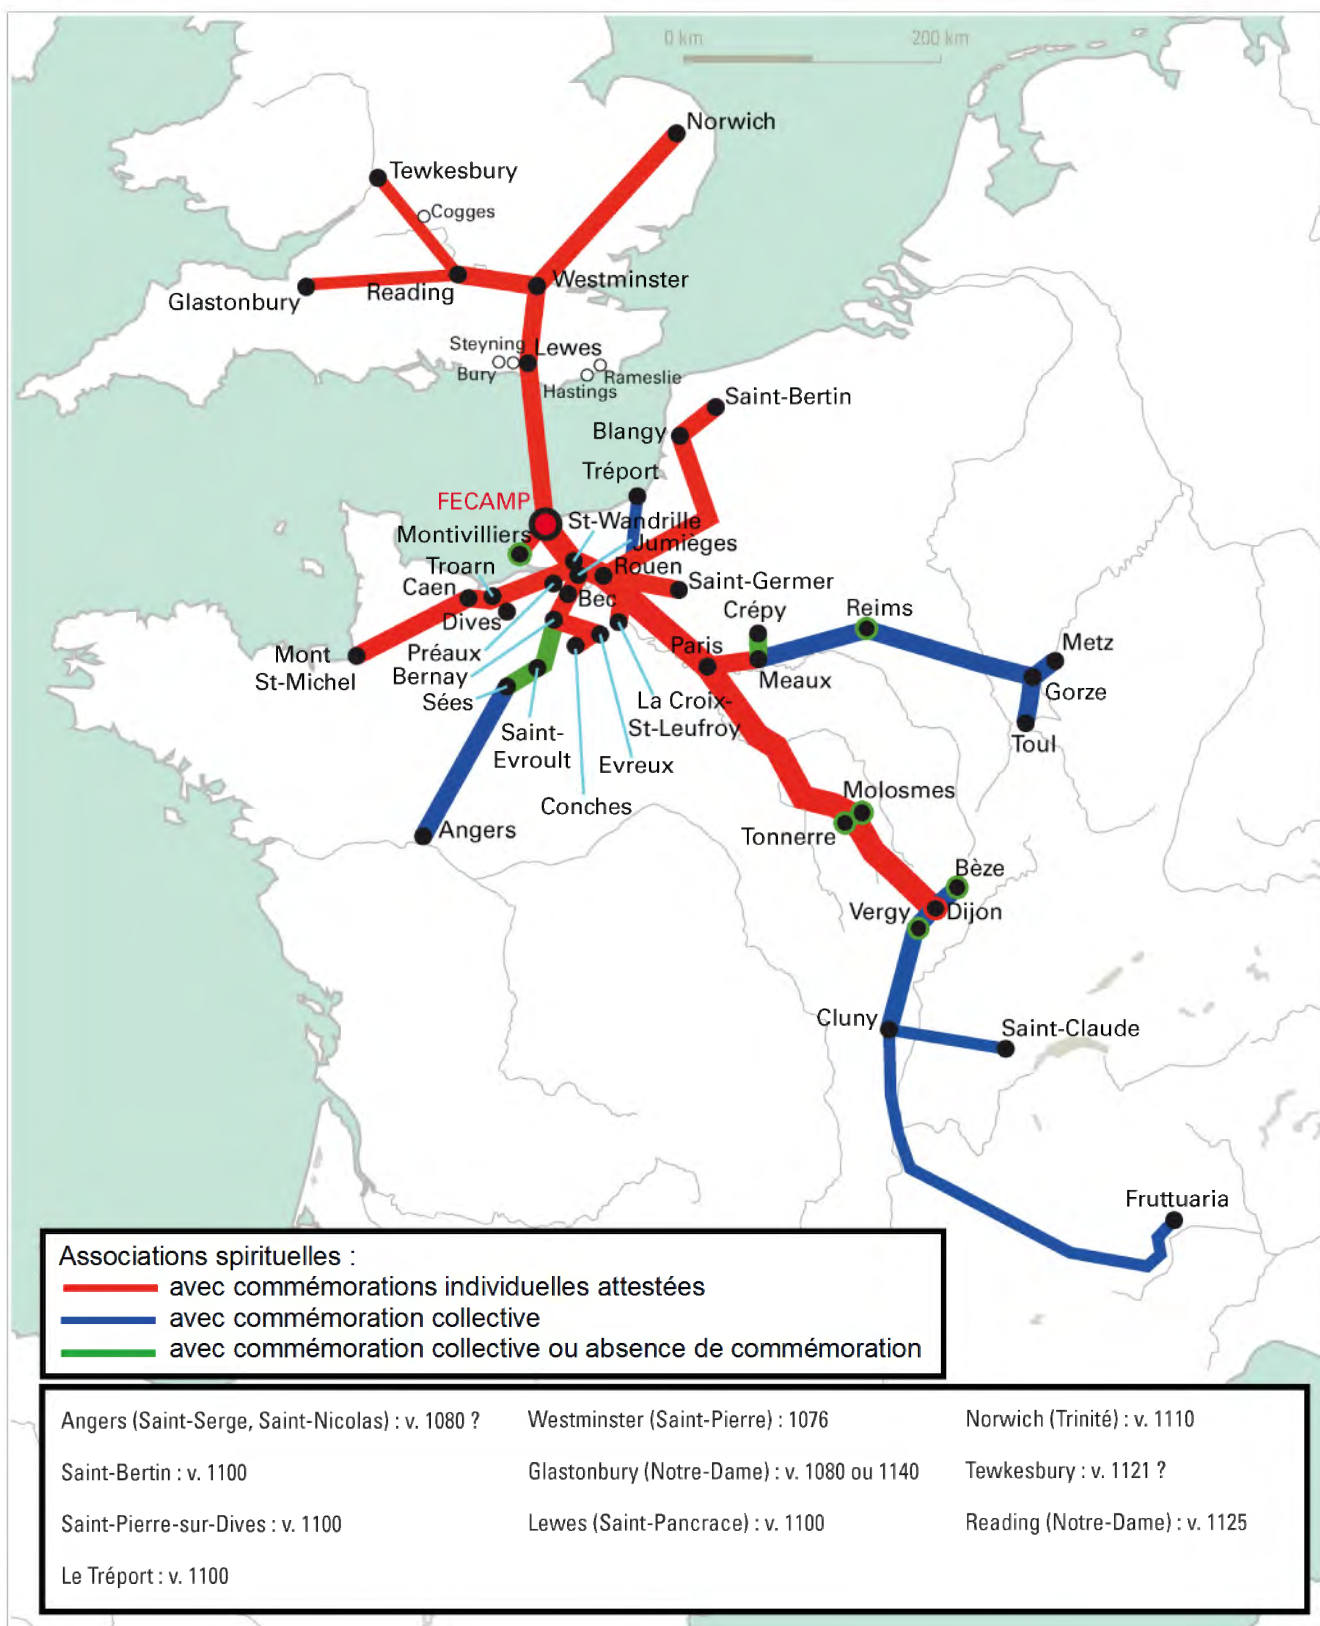 0 km
200 km
Norwich
Tewkesbury
Cogges
Westminster
Glastonbury
Reading
Steyning
Lewes
Bury
Hastings
Rameslie
Saint-Bertin
Blangy
Tréport
FECAMP
St-Wandrille
Montivilliers
Jumièges
Troarn
Rouen
Caen
Saint-Germer
Bec
Crépy
Reims
Dives
Paris
Metz
Mont
St-Michel
Préaux
Bernay
Meaux
Gorze
Sées
La Croix-
St-Leufroy
Saint-
Evroult
Toul
Evreux
Conches
Molosmes
Angers
Tonnerre
Bèze
Vergy
Dijon
Cluny
Saint-Claude
Fruttuaria
Associations spirituelles :
avec commémorations individuelles attestées
avec commémoration collective
avec commémoration collective ou absence de commémoration
Angers (Saint-Serge, Saint-Nicolas) : v. 1080 ?
Saint-Bertin : v. 1100
Saint-Pierre-sur-Dives : v. 1100
Le Tréport : v. 1100
Westminster (Saint-Pierre) : 1076
Glastonbury (Notre-Dame) : v. 1080 ou 1140
Lewes (Saint-Pancrace) : v. 1100
Norwich (Trinité) : v. 1110
Tewkesbury : v. 1121 ?
Reading (Notre-Dame) : v. 1125